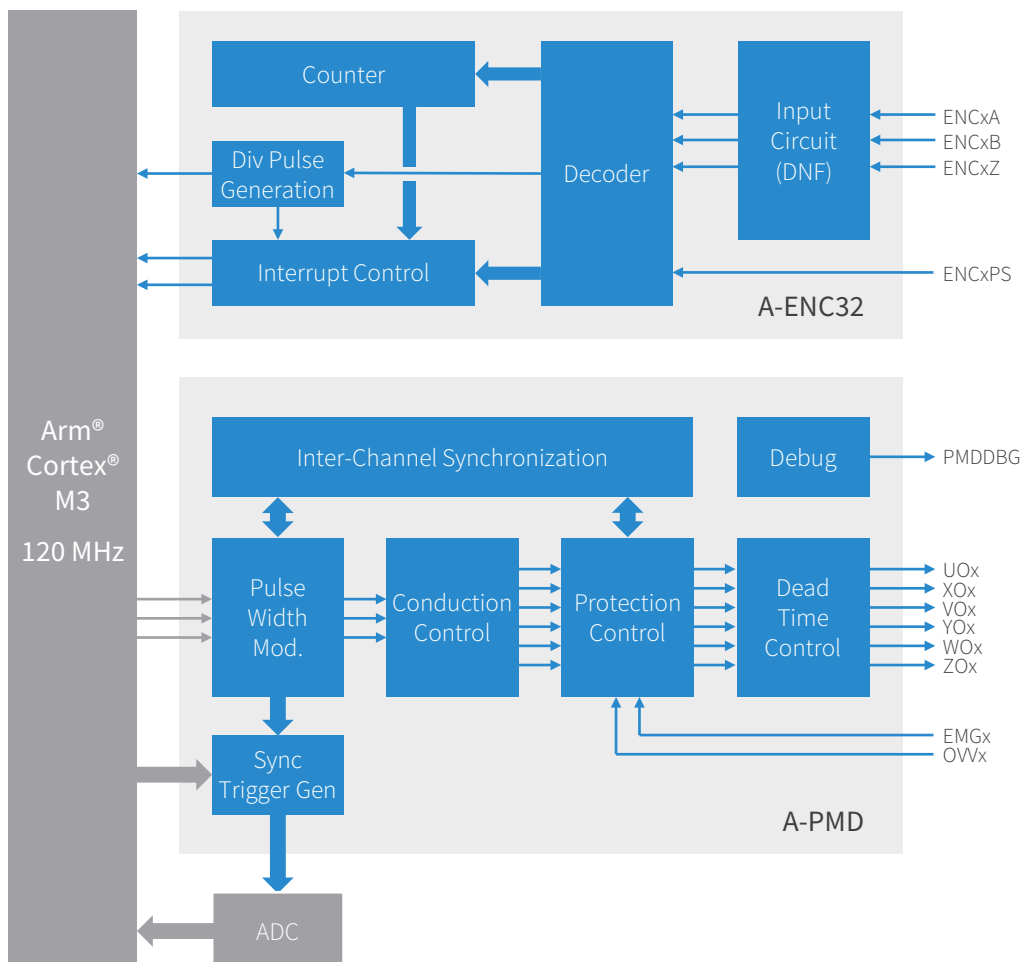 Counter
Div Pulse
Generation
Interrupt Control
Decoder
Input
Circuit
(DNF)
ENCxA
ENCxB
ENCxZ
ENCxPS
A-ENC32
Arm®
Cortex®
M3
120 MHz
Inter-Channel Synchronization
Debug
PMDDBG
Pulse
Width
Mod.
Conduction
Control
Protection
Control
Dead
Time
Control
UOx
XOx
VOx
YOx
WOx
ZOx
EMGx
OVVx
Sync
Trigger Gen
A-PMD
ADC